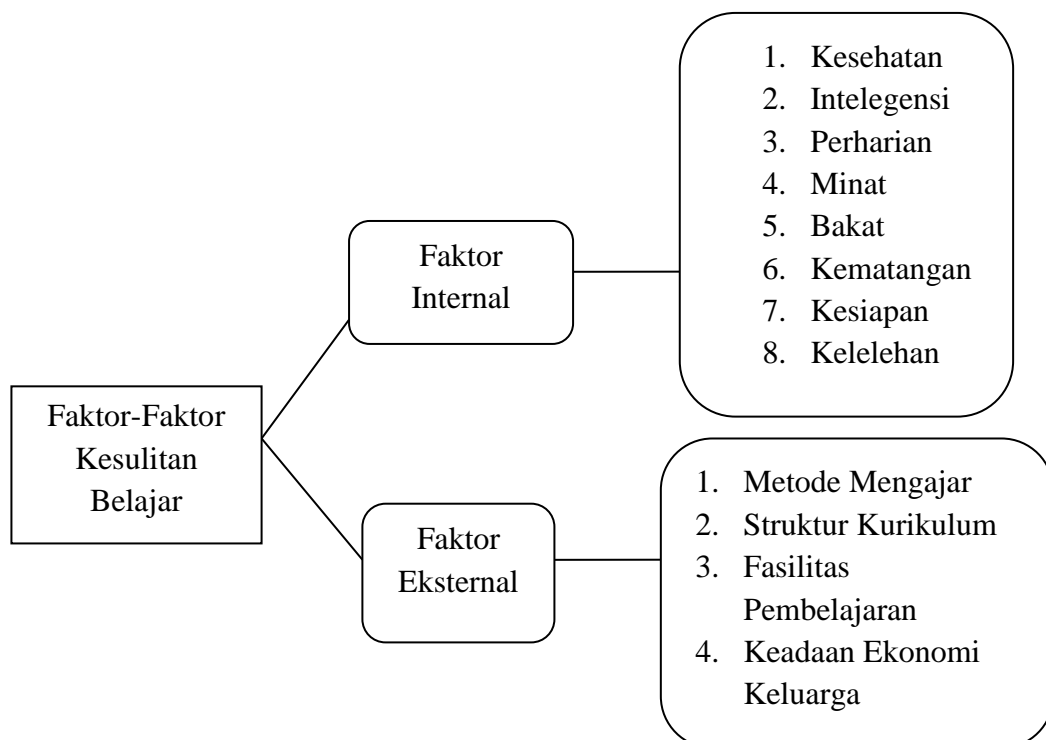 Faktor-Faktor
Kesulitan
Belajar
Faktor
Internal
1. Kesehatan
2. Intelegensi
3. Perharian
4. Minat
5. Bakat
6. Kematangan
7. Kesiapan
8. Kelelehan
Faktor
Eksternal
1. Metode Mengajar
2. Struktur Kurikulum
3. Fasilitas
Pembelajaran
4. Keadaan Ekonomi
Keluarga